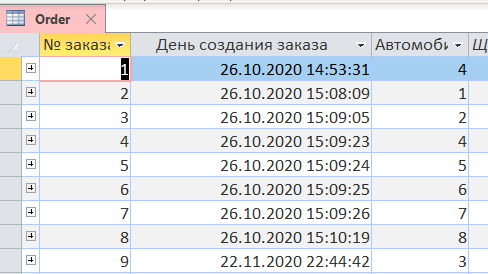 Order
№ заказа День создания заказа Автомоби
1 26.10.2020 14:53:31 4
2 26.10.2020 15:08:09 1
3 26.10.2020 15:09:05 2
4 26.10.2020 15:09:23 4
5 26.10.2020 15:09:24 5
6 26.10.2020 15:09:25 6
7 26.10.2020 15:09:26 7
8 26.10.2020 15:10:19 8
9 22.11.2020 22:44:42 3